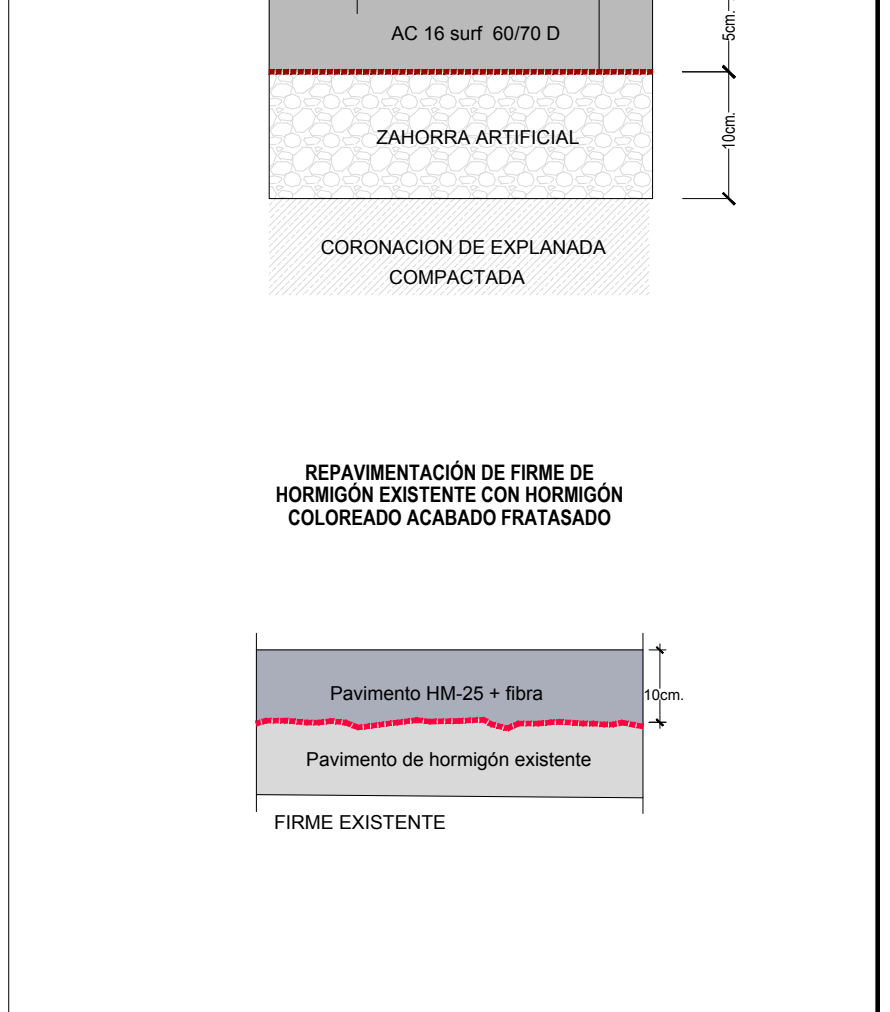 5cm.
AC 16 surf 60/70 D
ZAHORRA ARTIFICIAL
10cm.
CORONACION DE EXPLANADA
COMPACTADA
REPAVIMENTACIÓN DE FIRME DE
HORMIGÓN EXISTENTE CON HORMIGÓN
COLOREADO ACABADO FRATASADO
Pavimento HM-25 + fibra
10cm.
Pavimento de hormigón existente
FIRME EXISTENTE